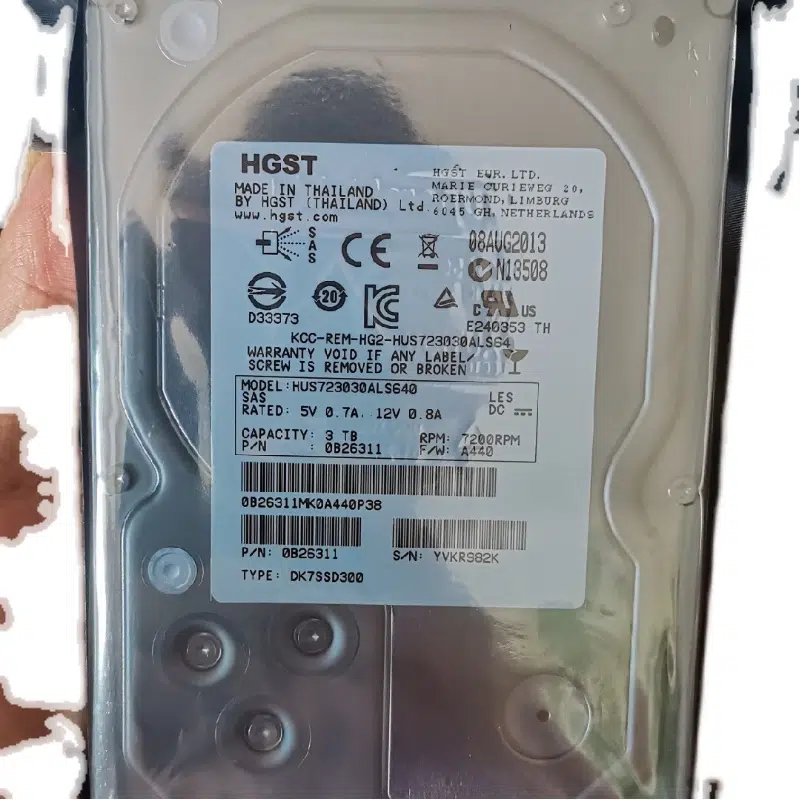 HGST
MADE IN THAILAND
BY HGST (THAILAND) Ltd.
www.hgst.com
HGST EUR. LTD.
MARIE CURIEWEG 20,
ROERMOND, LIMBURG
6045 GH, NETHERLANDS
SAS
CE
08AUG2013
N13508
D33373
20
c US
E240353 TH
KCC-REM-HG2-HUS723030ALS64
WARRANTY VOID IF ANY LABEL/
SCREW IS REMOVED OR BROKEN
MODEL: HUS723030ALS640
SAS LES
RATED: 5V 0.7A, 12V 0.8A DC
CAPACITY: 3 TB RPM: 7200RPM
P/N : 0B26311 F/W: A440
0B26311MK0A440P38
P/N: 0B26311 S/N: YVKRS82K
TYPE: DK7SSD300